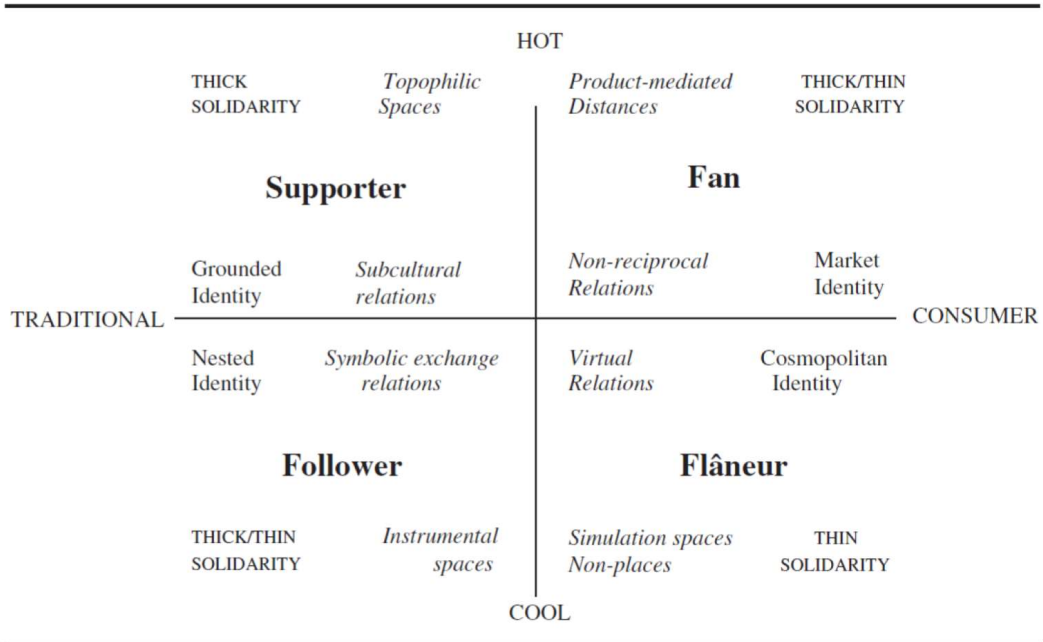 HOT
THICK
SOLIDARITY
Topophilic
Spaces
Product-mediated
Distances
THICK/THIN
SOLIDARITY
Supporter
Fan
Grounded
Identity
Subcultural
relations
Non-reciprocal
Relations
Market
Identity
TRADITIONAL
CONSUMER
Nested
Identity
Symbolic exchange
relations
Virtual
Relations
Cosmopolitan
Identity
Follower
Flâneur
THICK/THIN
SOLIDARITY
Instrumental
spaces
Simulation spaces
Non-places
THIN
SOLIDARITY
COOL